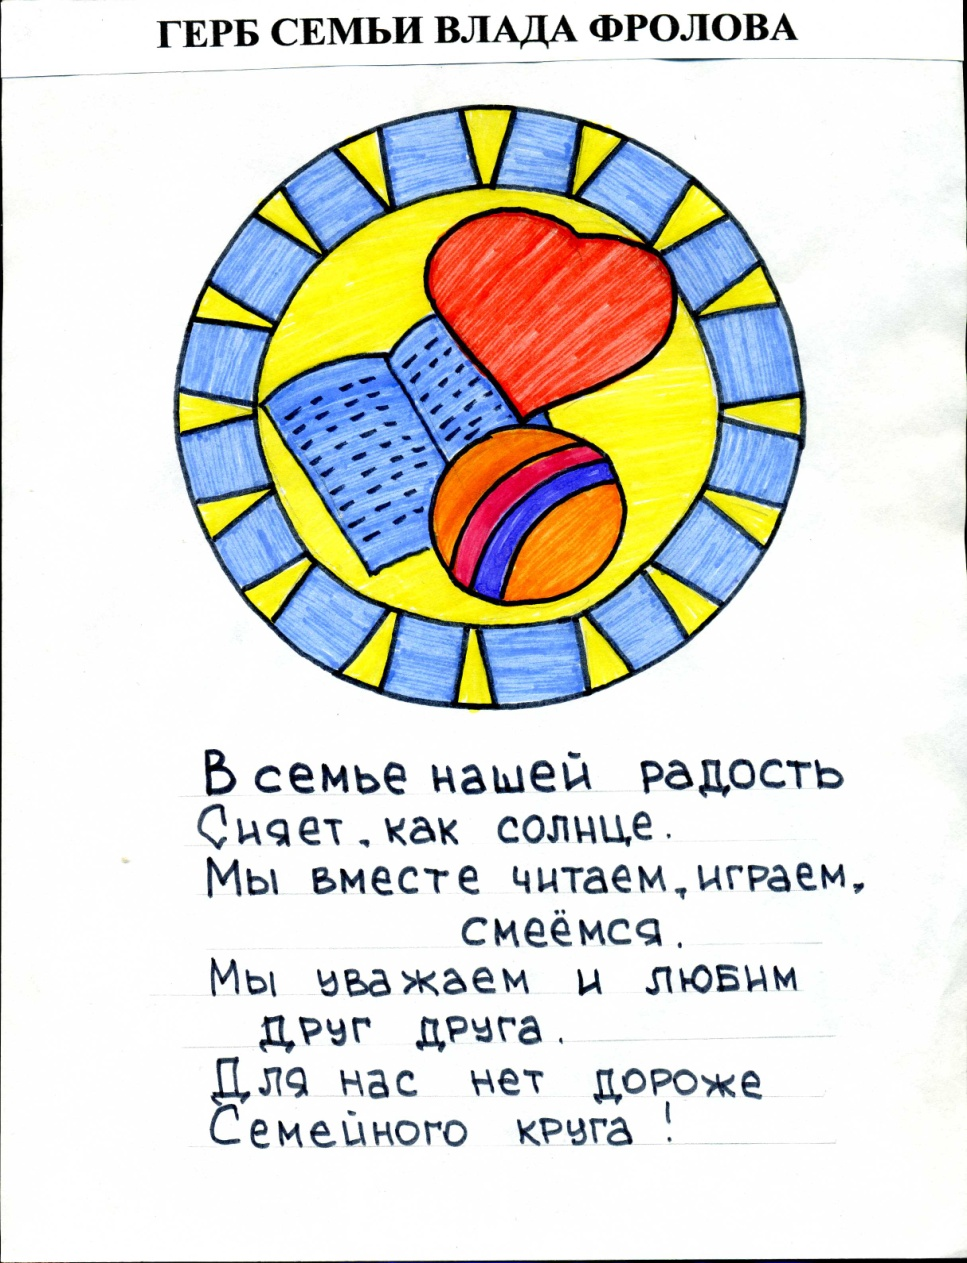 ГЕРБ СЕМЬИ ВЛАДА ФРОЛОВА
В семье нашей радость
Сияет, как солнце.
Мы вместе читаем, играем,
смеёмся.
Мы уважаем и любим
друг друга.
Для нас нет дороже
Семейного круга!